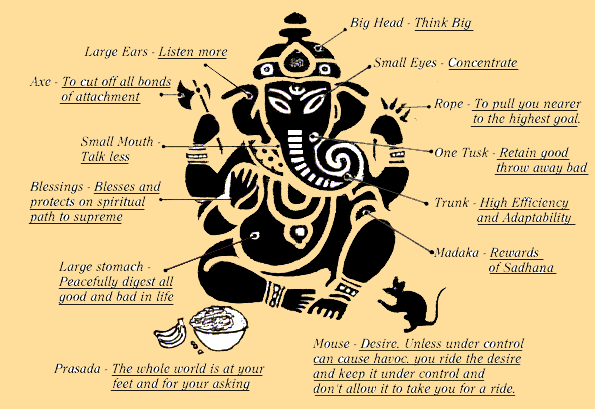 Big Head - Think Big
Large Ears - Listen more
Small Eyes - Concentrate
Axe - To cut off all bonds
of attachment
Rope - To pull you nearer
to the highest goal.
Small Mouth -
Talk less
One Tusk - Retain good
throw away bad
Blessings - Blesses and
protects on spiritual
path to supreme
Trunk - High Efficiency
and Adaptability
Madaka - Rewards
of Sadhana
Large stomach -
Peacefully digest all
good and bad in life
Mouse - Desire. Unless under control
can cause havoc. you ride the desire
and keep it under control and
don't allow it to take you for a ride.
Prasada - The whole world is at your
feet and for your asking